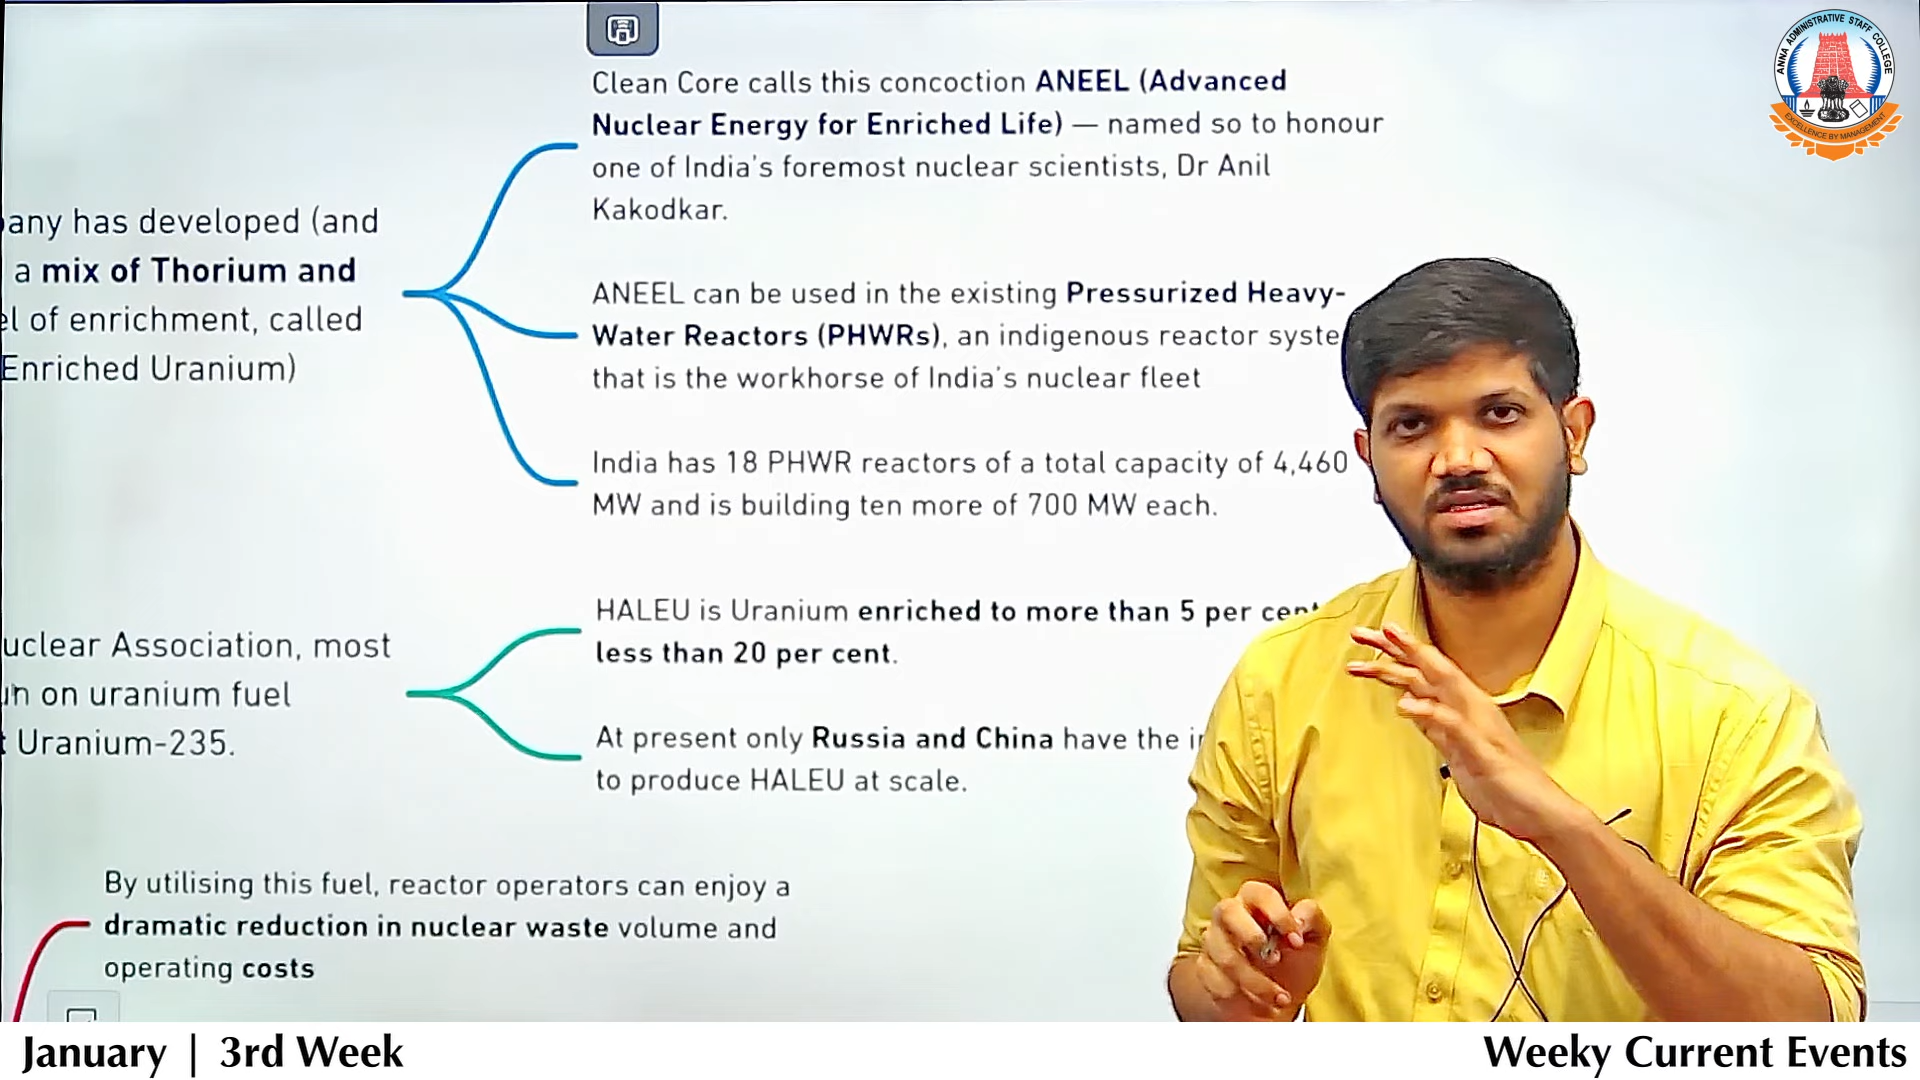 ANNA ADMINISTRATIVE STAFF COLLEGE
EXCELLENCE BY MANAGEMENT
Clean Core calls this concoction ANEEL (Advanced
Nuclear Energy for Enriched Life) — named so to honour
one of India's foremost nuclear scientists, Dr Anil
Kakodkar.
has developed (and
a mix of Thorium and
of enrichment, called
Enriched Uranium)
ANEEL can be used in the existing Pressurized Heavy-
Water Reactors (PHWRs), an indigenous reactor
that is the workhorse of India's nuclear fleet
India has 18 PHWR reactors of a total capacity of 4,460
MW and is building ten more of 700 MW each.
Association, most
on uranium fuel
Uranium-235.
HALEU is Uranium enriched to more than 5 per
less than 20 per cent.
At present only Russia and China have the
to produce HALEU at scale.
By utilising this fuel, reactor operators can enjoy a
dramatic reduction in nuclear waste volume and
operating costs
January | 3rd Week
Weeky Current Events